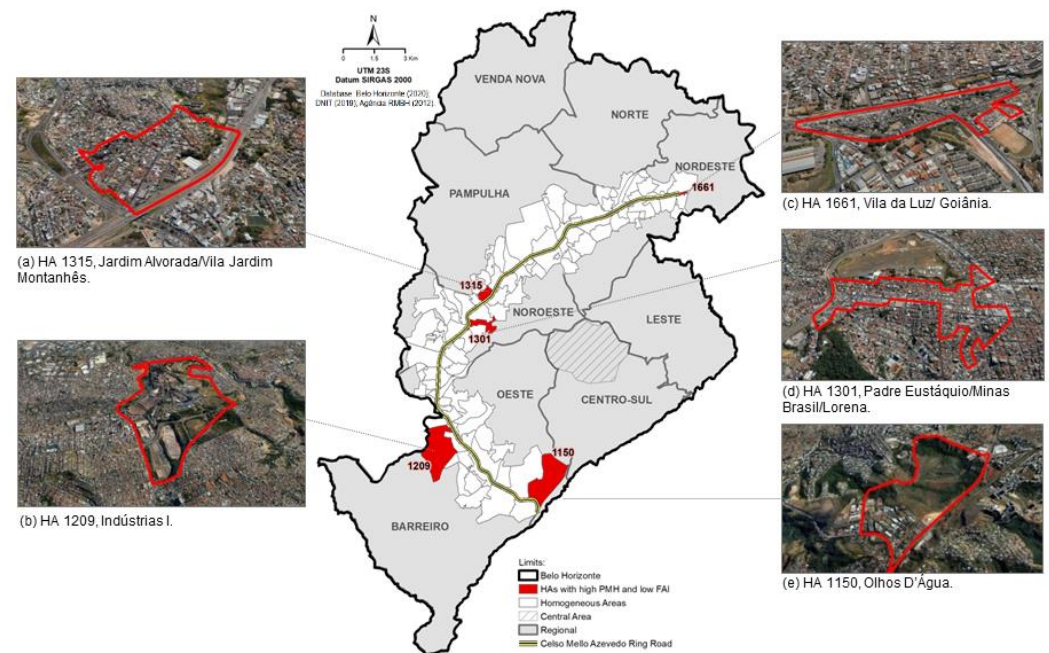 N
0 1.5 3 Km
UTM 23S
Datum SIRGAS 2000
Database: Belo Horizonte (2020);
DNIT (2019); Agência RMBH (2012).
VENDA NOVA
NORTE
NORDESTE
1661
PAMPULHA
1315
NOROESTE
1301
LESTE
OESTE
CENTRO-SUL
1209
1150
BARREIRO
(a) HA 1315, Jardim Alvorada/Vila Jardim
Montanhês.
(b) HA 1209, Indústrias I.
(c) HA 1661, Vila da Luz/ Goiânia.
(d) HA 1301, Padre Eustáquio/Minas
Brasil/Lorena.
(e) HA 1150, Olhos D'Água.
Limits:
Belo Horizonte
HAs with high PMH and low FAI
Homogeneous Areas
Central Area
Regional
Celso Mello Azevedo Ring Road